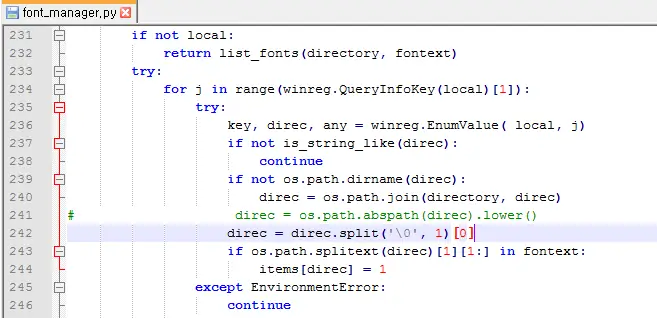 font_manager.py
231 if not local:
232 return list_fonts(directory, fontext)
233 try:
234 for j in range(winreg.QueryInfoKey(local)[1]):
235 try:
236 key, direc, any = winreg.EnumValue( local, j)
237 if not is_string_like(direc):
238 continue
239 if not os.path.dirname(direc):
240 direc = os.path.join(directory, direc)
241 # direc = os.path.abspath(direc).lower()
242 direc = direc.split('\0', 1)[0]
243 if os.path.splitext(direc)[1][1:] in fontext:
244 items[direc] = 1
245 except EnvironmentError:
246 continue